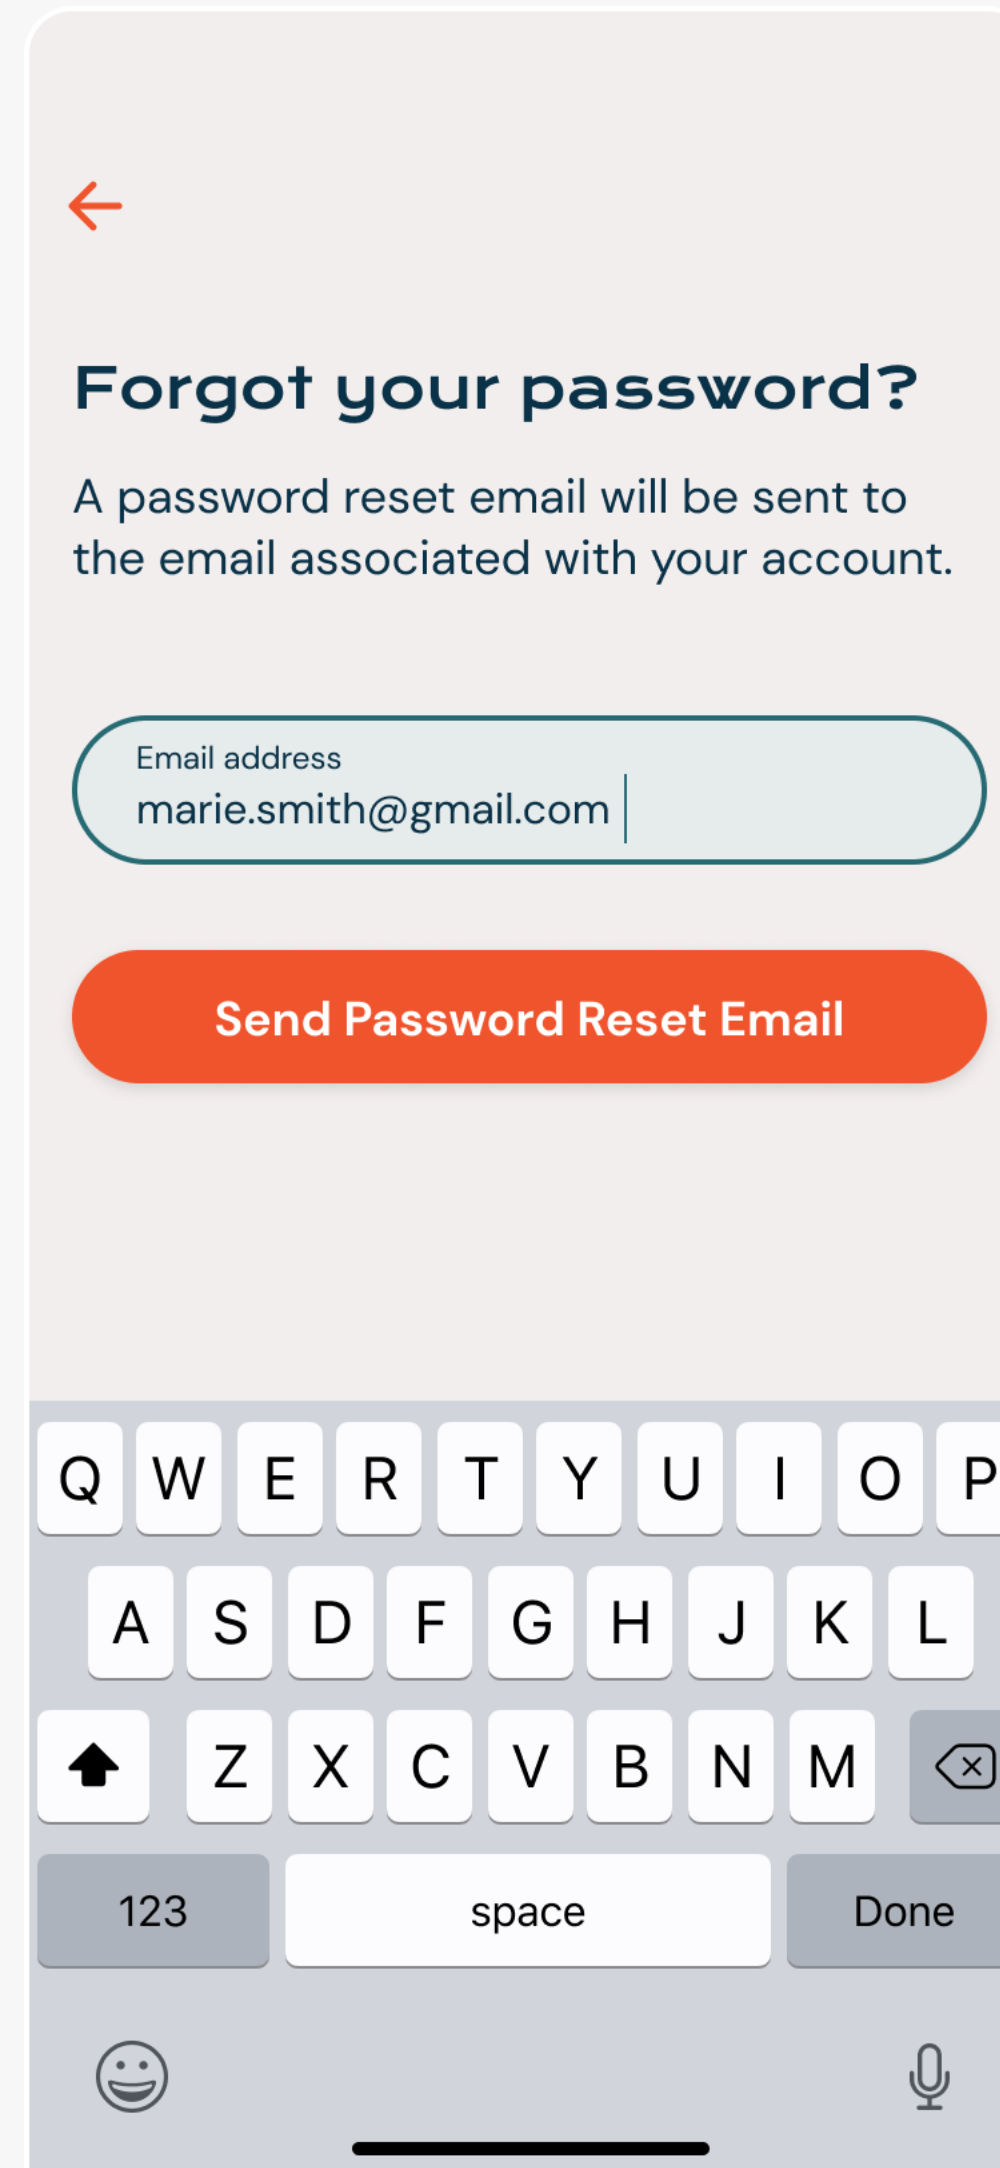 Forgot your password?
A password reset email will be sent to
the email associated with your account.
Email address
marie.smith@gmail.com
Send Password Reset Email
Q W E R T Y U I O P
A S D F G H J K L
Z X C V B N M
123 space Done